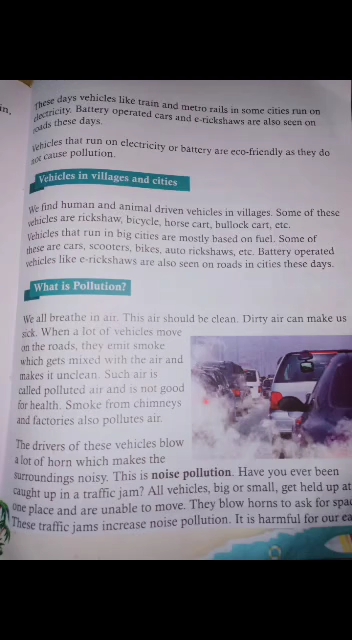 in,
These days vehicles like train and metro rails in some cities run on
electricity. Battery operated cars and e-rickshaws are also seen on
roads these days.
Vehicles that run on electricity or battery are eco-friendly as they do
not cause pollution.
Vehicles in villages and cities
We find human and animal driven vehicles in villages. Some of these
vehicles are rickshaw, bicycle, horse cart, bullock cart, etc.
Vehicles that run in big cities are mostly based on fuel. Some of
these are cars, scooters, bikes, auto rickshaws, etc. Battery operated
vehicles like e-rickshaws are also seen on roads in cities these days.
What is Pollution?
We all breathe in air. This air should be clean. Dirty air can make us
sick. When a lot of vehicles move
on the roads, they emit smoke
which gets mixed with the air and
makes it unclean. Such air is
called polluted air and is not good
for health. Smoke from chimneys
and factories also pollutes air.
The drivers of these vehicles blow
a lot of horn which makes the
surroundings noisy. This is noise pollution. Have you ever been
caught up in a traffic jam? All vehicles, big or small, get held up at
one place and are unable to move. They blow horns to ask for spa
These traffic jams increase noise pollution. It is harmful for our ea